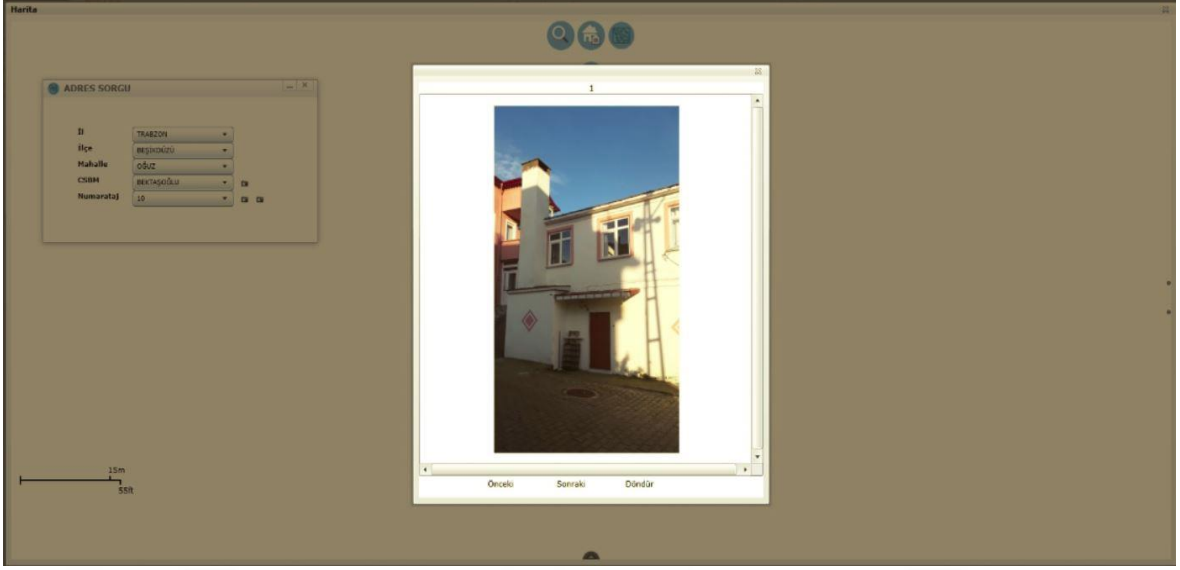 Harita
ADRES SORGU
İl TRABZON
İlçe BEŞİKDÜZÜ
Mahalle OĞUZ
CSBM BEKTAŞOĞLU
Numarataj 10
1
Önceki Sonraki Döndür
15m
55ft